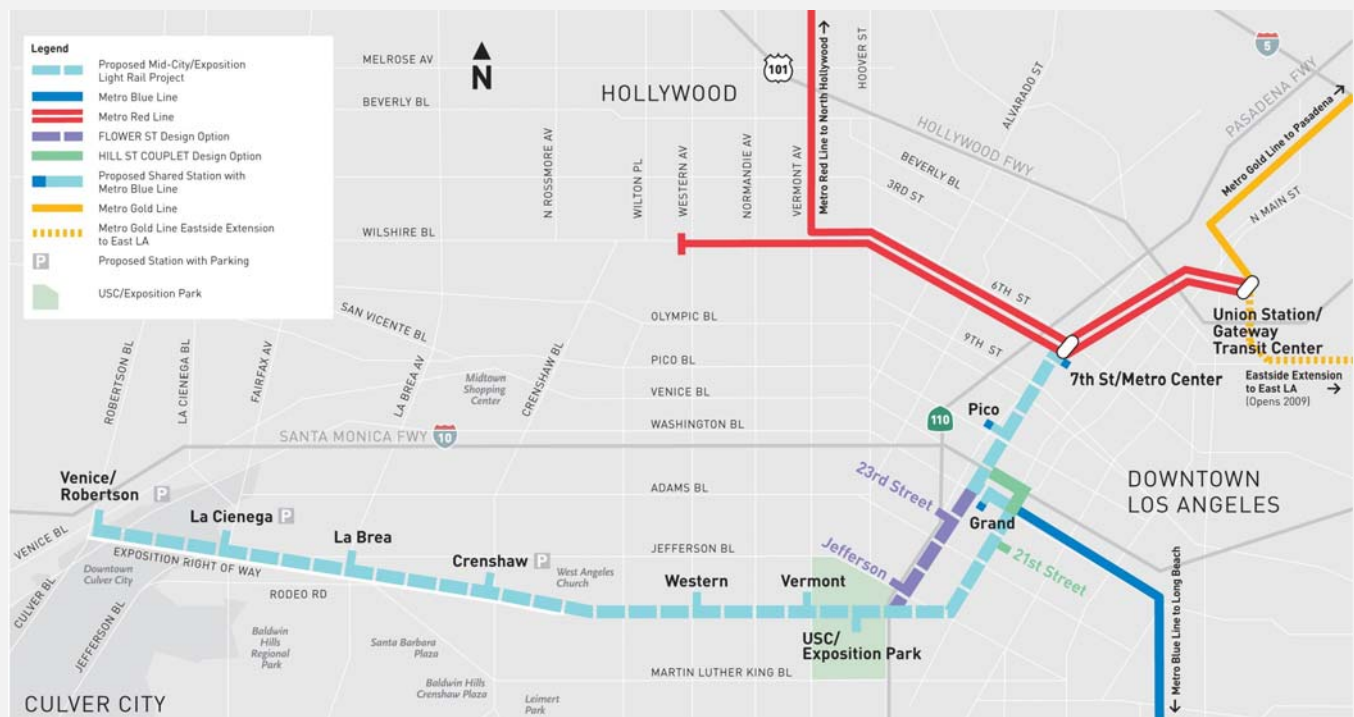 Legend
Proposed Mid-City/Exposition
Light Rail Project
Metro Blue Line
Metro Red Line
FLOWER ST Design Option
HILL ST COUPLET Design Option
Proposed Shared Station with
Metro Blue Line
Metro Gold Line
Metro Gold Line Eastside Extension
to East LA
P
Proposed Station with Parking
USC/Exposition Park
N
MELROSE AV
BEVERLY BL
WILSHIRE BL
HOLLYWOOD
101
5
HOOVER ST
ALVARADO ST
PASADENA FWY
HOLLYWOOD FWY
Metro Red Line to North Hollywood →
Metro Gold Line to Pasadena →
N ROSSMORE AV
WILTON PL
WESTERN AV
NORMANDIE AV
VERMONT AV
BEVERLY BL
3RD ST
N MAIN ST
6TH ST
9TH ST
Union Station/
Gateway
Transit Center
7th St/Metro Center
Eastside Extension
to East LA →
(Opens 2009)
ROBERTSON BL
LA CIENEGA BL
FAIRFAX AV
SAN VICENTE BL
LA BREA AV
CRENSHAW BL
Midtown
Shopping
Center
OLYMPIC BL
PICO BL
VENICE BL
WASHINGTON BL
SANTA MONICA FWY
10
110
Pico
DOWNTOWN
LOS ANGELES
ADAMS BL
JEFFERSON BL
23rd Street
Grand
Jefferson
21st Street
Venice/
Robertson P
La Cienega P
La Brea
Crenshaw P
West Angeles
Church
Western
Vermont
USC/
Exposition Park
VENICE BL
CULVER BL
JEFFERSON BL
Downtown
Culver City
EXPOSITION RIGHT OF WAY
RODEO RD
Baldwin
Hills
Regional
Park
Santa Barbara
Plaza
Baldwin Hills
Crenshaw Plaza
Leimert
Park
MARTIN LUTHER KING BL
← Metro Blue Line to Long Beach
CULVER CITY